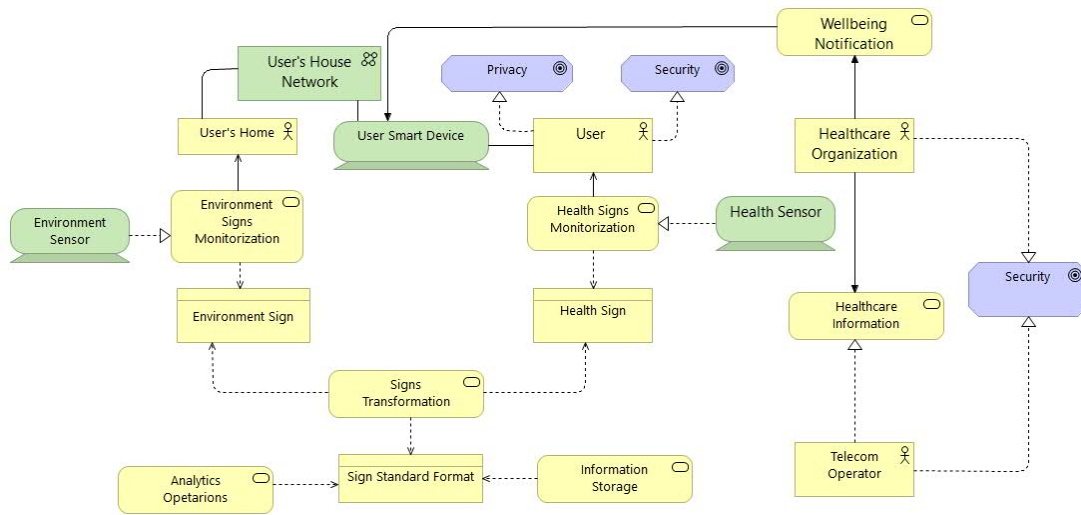 Wellbeing
Notification
User's House
Network
Privacy
Security
User's Home
User Smart Device
User
Healthcare
Organization
Environment
Sensor
Environment
Signs
Monitorization
Health Signs
Monitorization
Health Sensor
Security
Environment Sign
Health Sign
Healthcare
Information
Signs
Transformation
Analytics
Opetarions
Sign Standard Format
Information
Storage
Telecom
Operator